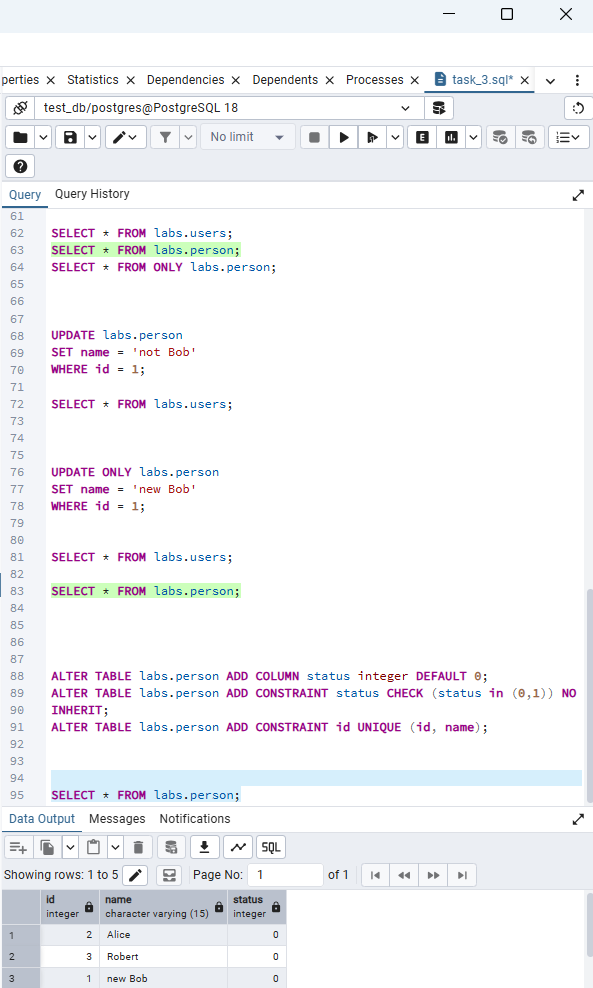 perties Statistics Dependencies Dependents Processes task_3.sql*
test_db/postgres@PostgreSQL 18
No limit E
Query Query History
61
62 SELECT * FROM labs.users;
63 SELECT * FROM labs.person;
64 SELECT * FROM ONLY labs.person;
65
66
67
68 UPDATE labs.person
69 SET name = 'not Bob'
70 WHERE id = 1;
71
72 SELECT * FROM labs.users;
73
74
75
76 UPDATE ONLY labs.person
77 SET name = 'new Bob'
78 WHERE id = 1;
79
80
81 SELECT * FROM labs.users;
82
83 SELECT * FROM labs.person;
84
85
86
87
88 ALTER TABLE labs.person ADD COLUMN status integer DEFAULT 0;
89 ALTER TABLE labs.person ADD CONSTRAINT status CHECK (status in (0,1)) NO
90 INHERIT;
91 ALTER TABLE labs.person ADD CONSTRAINT id UNIQUE (id, name);
92
93
94
95 SELECT * FROM labs.person;
Data Output Messages Notifications
SQL
Showing rows: 1 to 5 Page No: 1 of 1
id name status
integer character varying (15) integer
1 2 Alice 0
2 3 Robert 0
3 1 new Bob 0